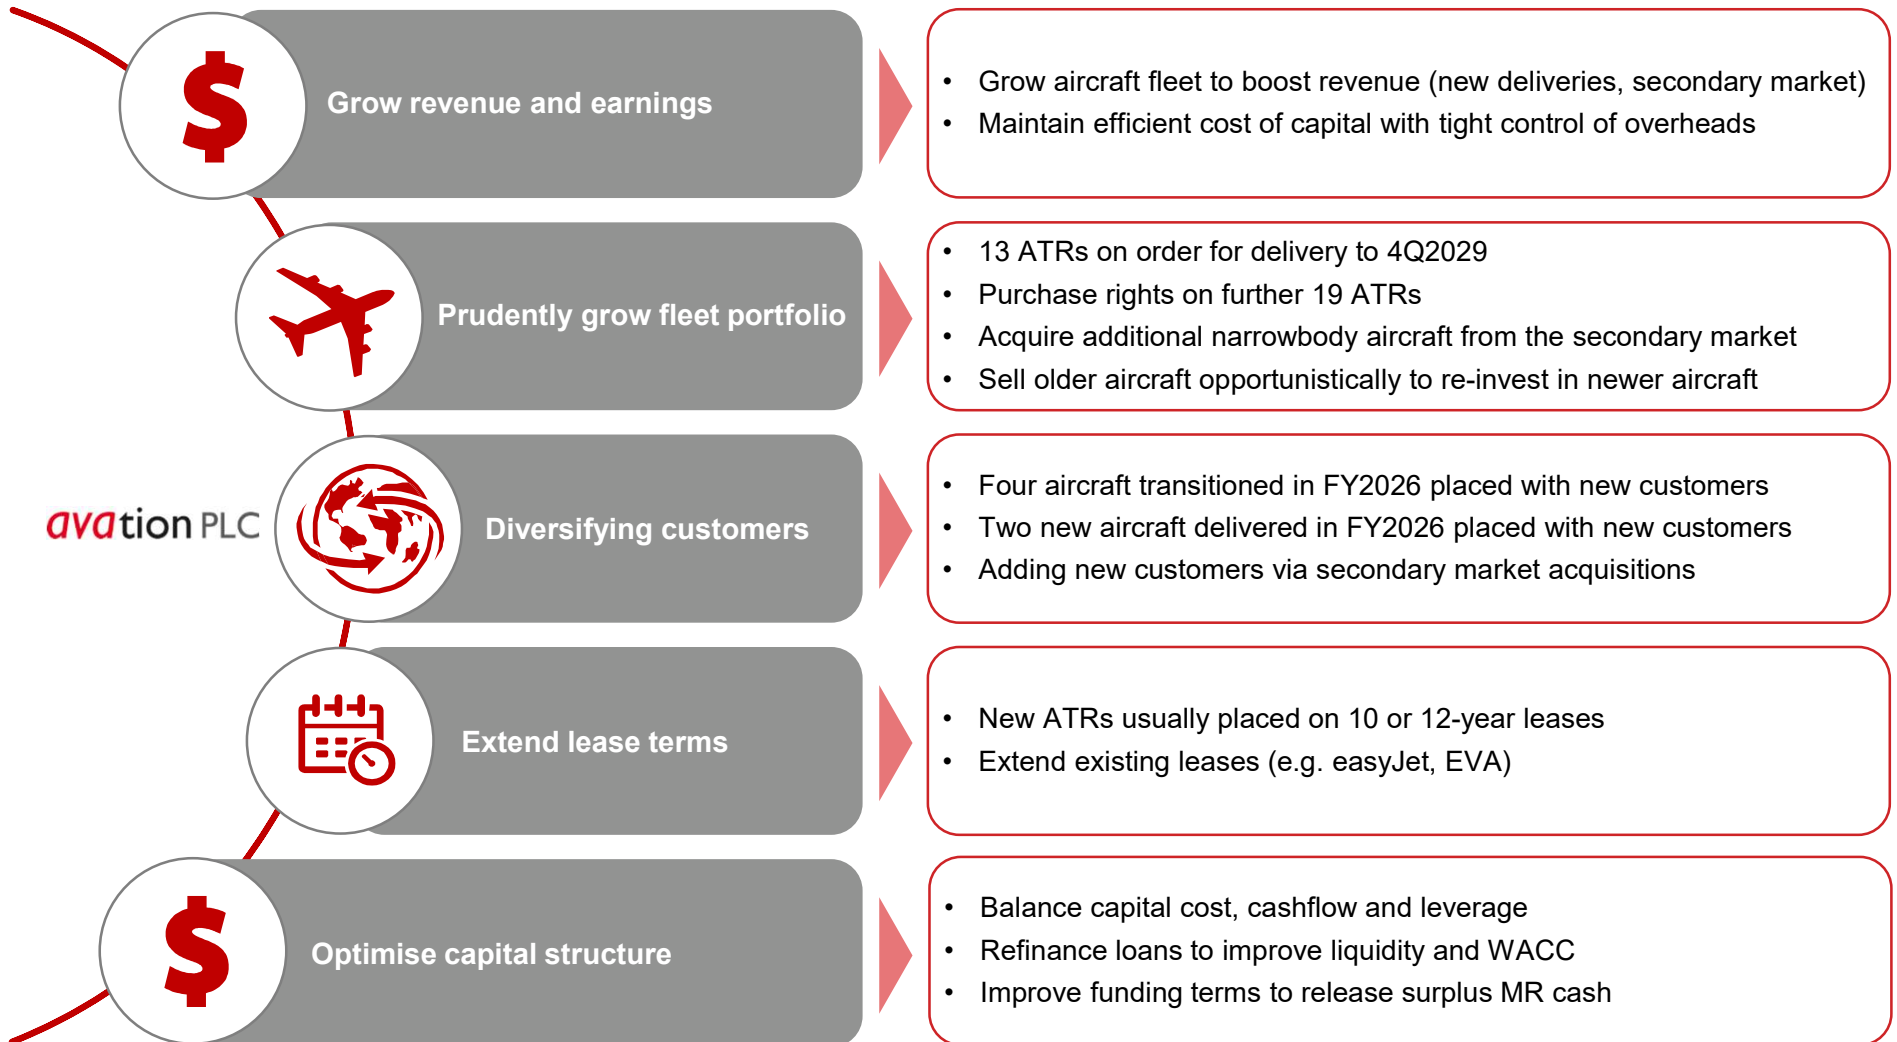 Grow revenue and earnings
• Grow aircraft fleet to boost revenue (new deliveries, secondary market)
• Maintain efficient cost of capital with tight control of overheads
Prudently grow fleet portfolio
• 13 ATRs on order for delivery to 4Q2029
• Purchase rights on further 19 ATRs
• Acquire additional narrowbody aircraft from the secondary market
• Sell older aircraft opportunistically to re-invest in newer aircraft
avation PLC
Diversifying customers
• Four aircraft transitioned in FY2026 placed with new customers
• Two new aircraft delivered in FY2026 placed with new customers
• Adding new customers via secondary market acquisitions
Extend lease terms
• New ATRs usually placed on 10 or 12-year leases
• Extend existing leases (e.g. easyJet, EVA)
Optimise capital structure
• Balance capital cost, cashflow and leverage
• Refinance loans to improve liquidity and WACC
• Improve funding terms to release surplus MR cash